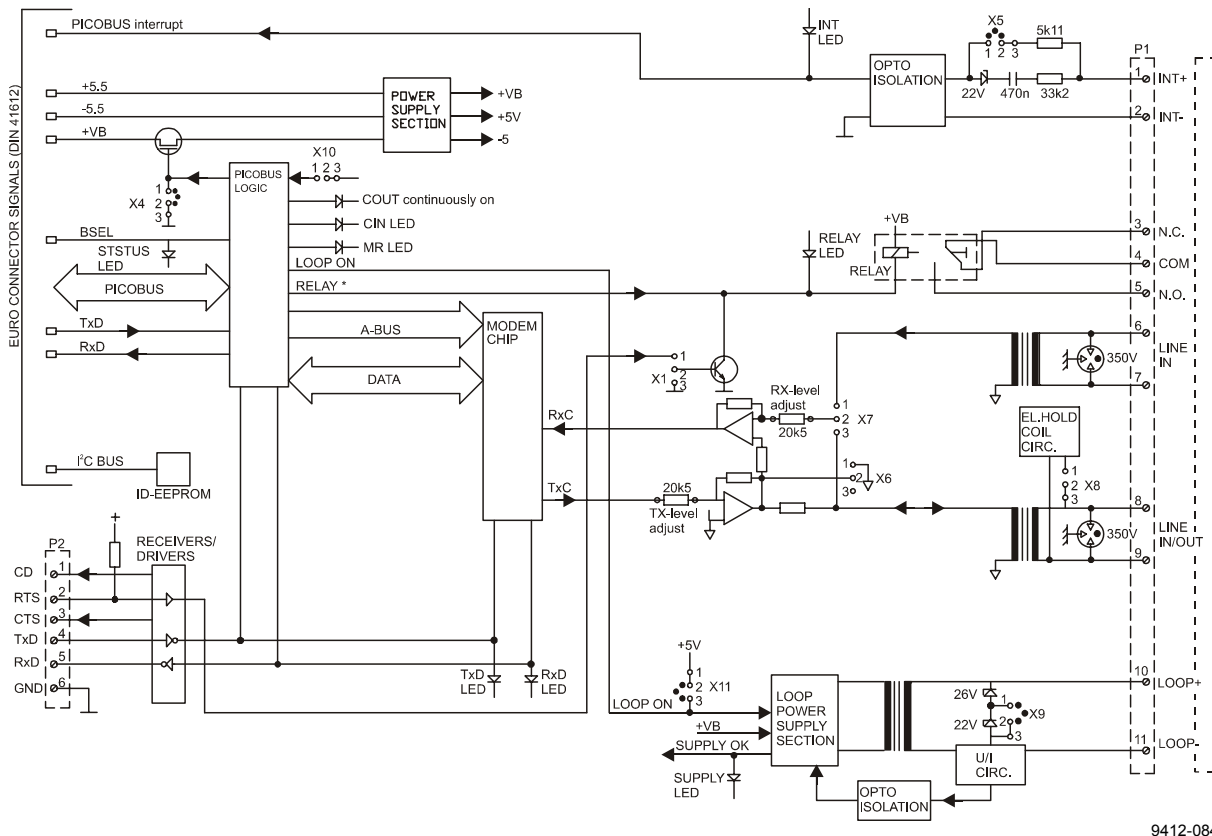 PICOBUS interrupt
INT
LED
X5
1 2 3
5k11
OPTO
ISOLATION
22V
470n
33k2
P1
1
INT+
2
INT-
EURO CONNECTOR SIGNALS (DIN 41612)
+5.5
-5.5
+VB
POWER
SUPPLY
SECTION
+VB
+5V
-5
X10
1 2 3
PICOBUS
LOGIC
X4
1
2
3
COUT continuously on
CIN LED
MR LED
BSEL
STSTUS
LED
LOOP ON
RELAY *
PICOBUS
TxD
RxD
A-BUS
DATA
MODEM
CHIP
RELAY
LED
+VB
RELAY
3
N.C.
4
COM
5
N.O.
6
7
LINE
IN
350V
X1
1
2
3
RX-level
adjust
20k5
1
2
3
X7
RxC
TxC
20k5
TX-level
adjust
1
2
3
X6
EL.HOLD
COIL
CIRC.
1
2
3
X8
8
9
LINE
IN/OUT
350V
I²C BUS
ID-EEPROM
+
RECEIVERS/
DRIVERS
P2
CD
1
RTS
2
CTS
3
TxD
4
RxD
5
GND
6
TxD
LED
RxD
LED
+5V
1
2
3
X11
LOOP ON
+VB
SUPPLY OK
SUPPLY
LED
LOOP
POWER
SUPPLY
SECTION
26V
22V
1
2
3
X9
U/I
CIRC.
OPTO
ISOLATION
10
LOOP+
11
LOOP-